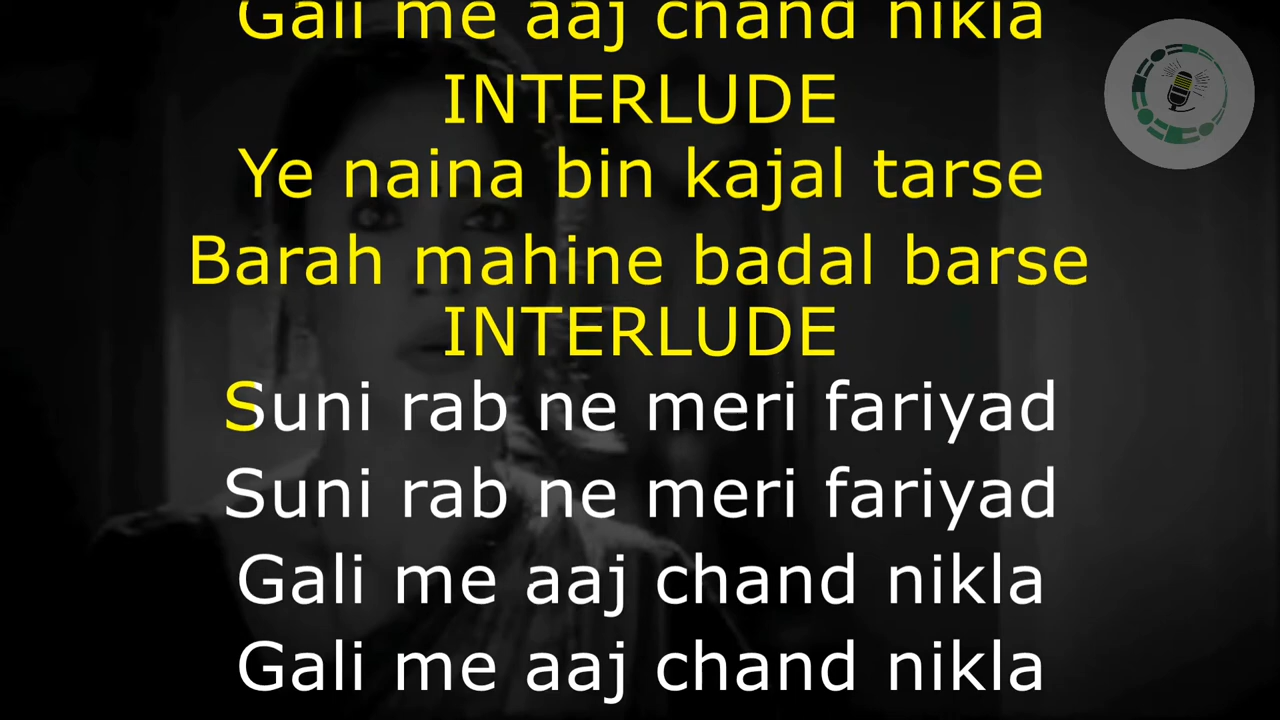 Gali me aaj chand nikla
INTERLUDE
Ye naina bin kajal tarse
Barah mahine badal barse
INTERLUDE
Suni rab ne meri fariyad
Suni rab ne meri fariyad
Gali me aaj chand nikla
Gali me aaj chand nikla